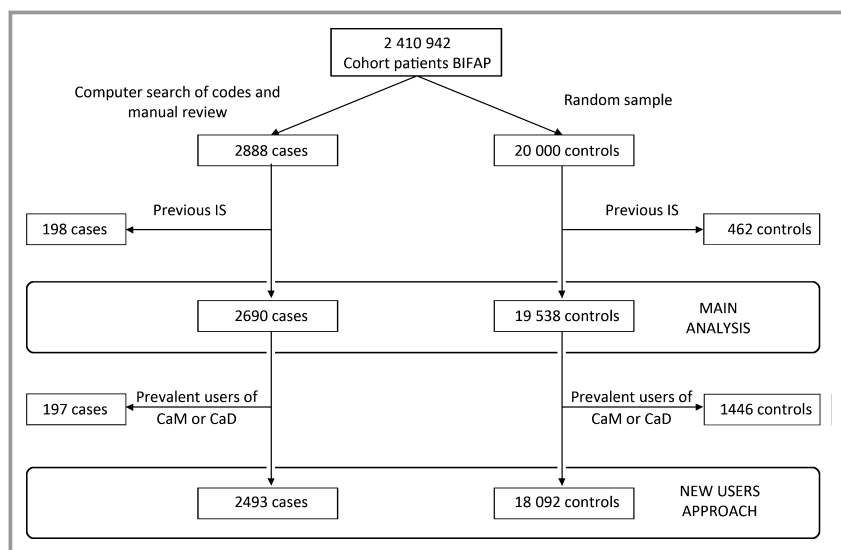 2 410 942
Cohort patients BIFAP
Computer search of codes and
manual review
Random sample
2888 cases
20 000 controls
Previous IS
Previous IS
198 cases
462 controls
2690 cases
19 538 controls
MAIN
ANALYSIS
Prevalent users of
CaM or CaD
Prevalent users of
CaM or CaD
197 cases
1446 controls
2493 cases
18 092 controls
NEW USERS
APPROACH